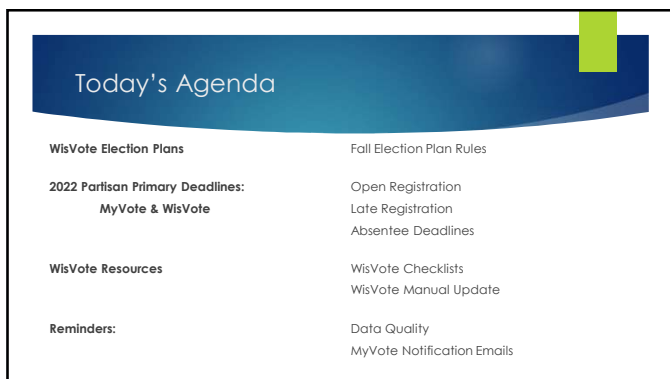 Today's Agenda
WisVote Election Plans Fall Election Plan Rules
2022 Partisan Primary Deadlines: Open Registration
MyVote & WisVote Late Registration
Absentee Deadlines
WisVote Resources WisVote Checklists
WisVote Manual Update
Reminders: Data Quality
MyVote Notification Emails